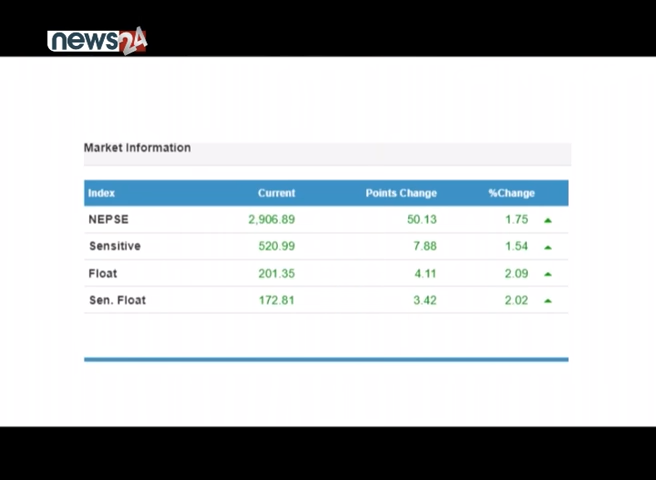 news24
Market Information
Index Current Points Change %Change
NEPSE 2,906.89 50.13 1.75
Sensitive 520.99 7.88 1.54
Float 201.35 4.11 2.09
Sen. Float 172.81 3.42 2.02